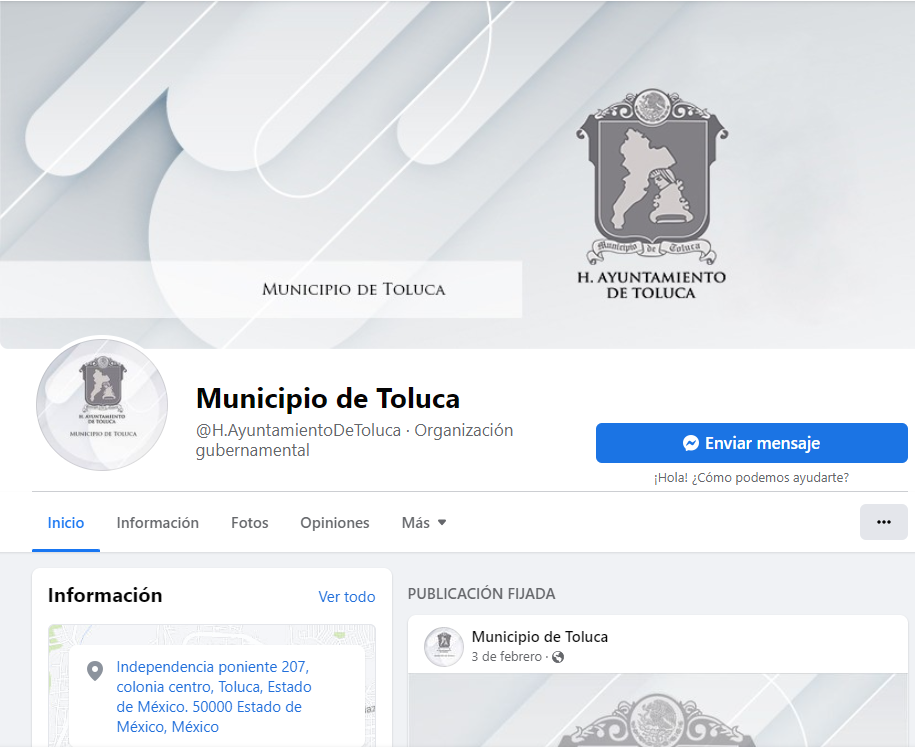 Municipio de Toluca
H. AYUNTAMIENTO
DE TOLUCA
MUNICIPIO DE TOLUCA
H. AYUNTAMIENTO
DE TOLUCA
MUNICIPIO DE TOLUCA
Municipio de Toluca
@H.AyuntamientoDeToluca · Organización
gubernamental
Enviar mensaje
¡Hola! ¿Cómo podemos ayudarte?
Inicio
Información
Fotos
Opiniones
Más
Información
Ver todo
Independencia poniente 207,
colonia centro, Toluca, Estado
de México. 50000 Estado de
México, México
PUBLICACIÓN FIJADA
Municipio de Toluca
3 de febrero ·